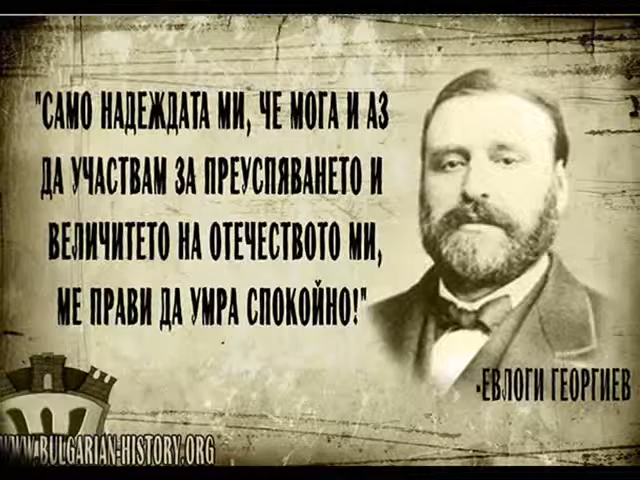 "САМО НАДЕЖДАТА МИ, ЧЕ МОГА И АЗ
ДА УЧАСТВАМ ЗА ПРЕУСПЯВАНЕТО И
ВЕЛИЧИТЕТО НА ОТЕЧЕСТВОТО МИ,
МЕ ПРАВИ ДА УМРА СПОКОЙНО!"
-ЕВЛОГИ ГЕОРГИЕВ
WWW.BULGARIAN-HISTORY.ORG